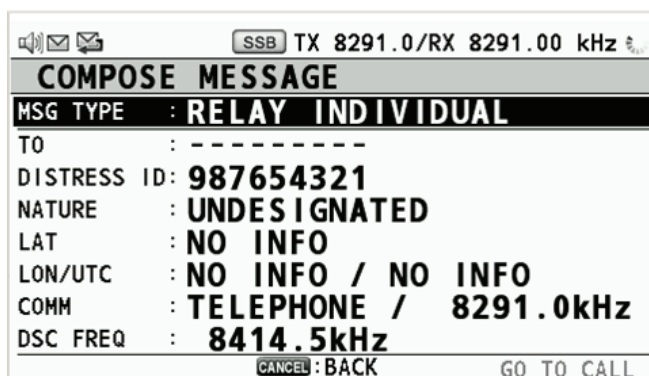 SSB TX 8291.0/RX 8291.00 kHz
COMPOSE MESSAGE
MSG TYPE : RELAY INDIVIDUAL
TO : ---------
DISTRESS ID: 987654321
NATURE : UNDESIGNATED
LAT : NO INFO
LON/UTC : NO INFO / NO INFO
COMM : TELEPHONE / 8291.0kHz
DSC FREQ : 8414.5kHz
CANCEL : BACK GO TO CALL